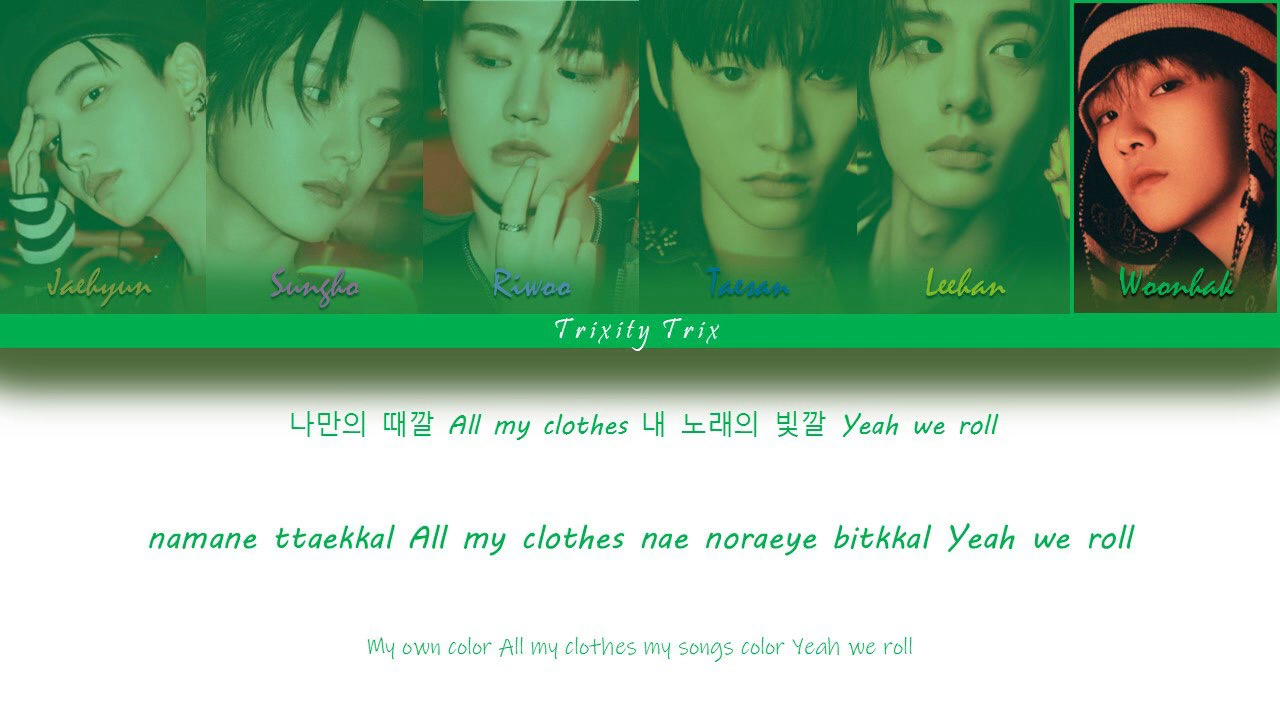 Jaehyun Sungho Riwoo Taesan Leehan Woonhak
Trixity Trix
나만의 때깔 All my clothes 내 노래의 빛깔 Yeah we roll
namane ttaekkal All my clothes nae noraeye bitkkal Yeah we roll
My own color All my clothes my songs color Yeah we roll